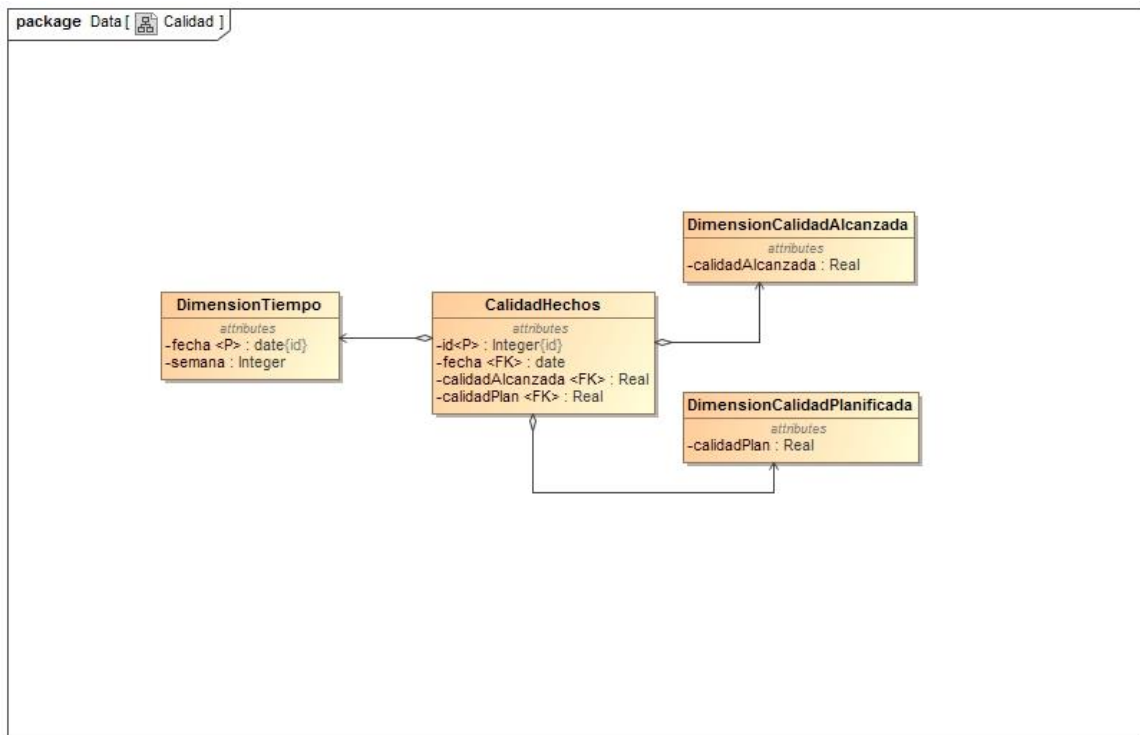 package Data [ Calidad ]
DimensionTiempo
attributes
-fecha <P> : date{id}
-semana : Integer
CalidadHechos
attributes
-id<P> : Integer{id}
-fecha <FK> : date
-calidadAlcanzada <FK> : Real
-calidadPlan <FK> : Real
DimensionCalidadAlcanzada
attributes
-calidadAlcanzada : Real
DimensionCalidadPlanificada
attributes
-calidadPlan : Real